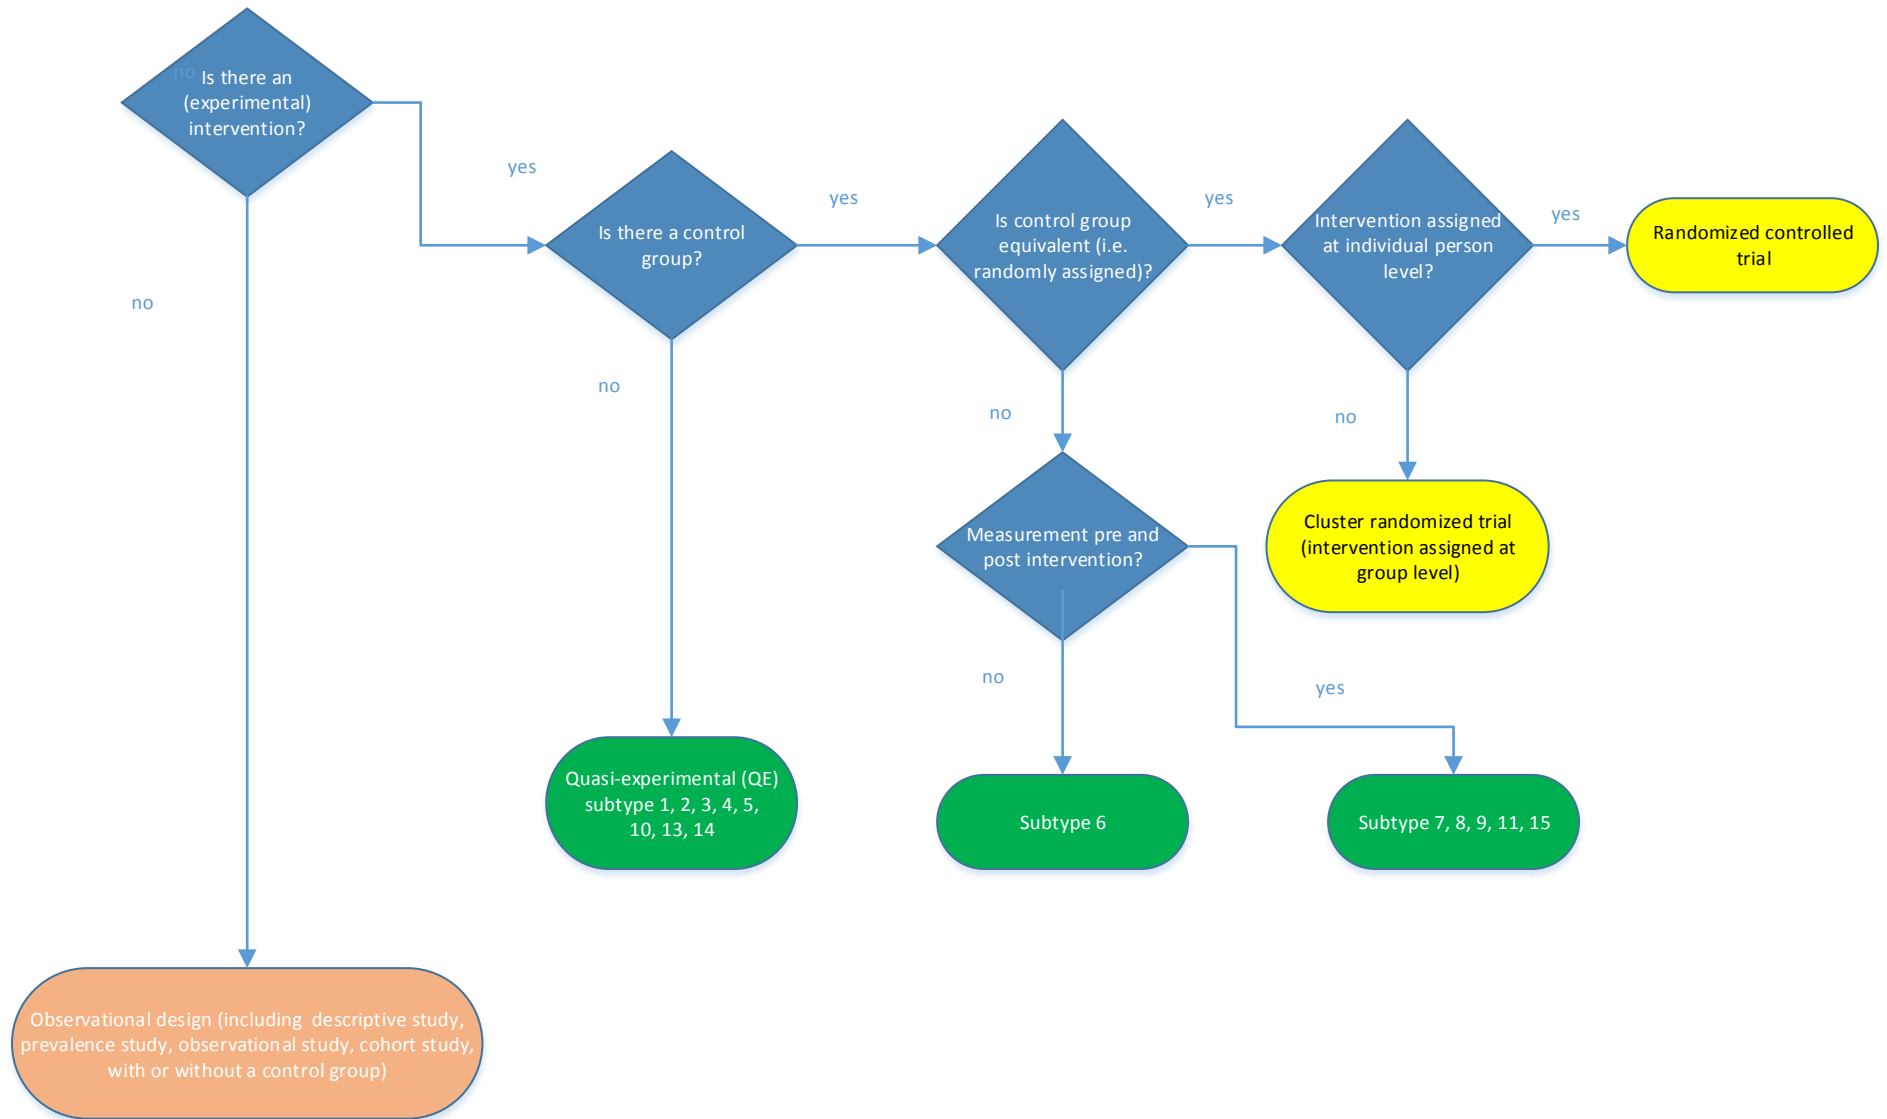 no
Is there an
(experimental)
intervention?
yes
no
Is there a control
group?
yes
no
Is control group
equivalent (i.e.
randomly assigned)?
yes
no
Intervention assigned
at individual person
level?
yes
no
Randomized controlled
trial
Measurement pre and
post intervention?
no
yes
Cluster randomized trial
(intervention assigned at
group level)
Quasi-experimental (QE)
subtype 1, 2, 3, 4, 5,
10, 13, 14
Subtype 6
Subtype 7, 8, 9, 11, 15
Observational design (including descriptive study,
prevalence study, observational study, cohort study,
with or without a control group)